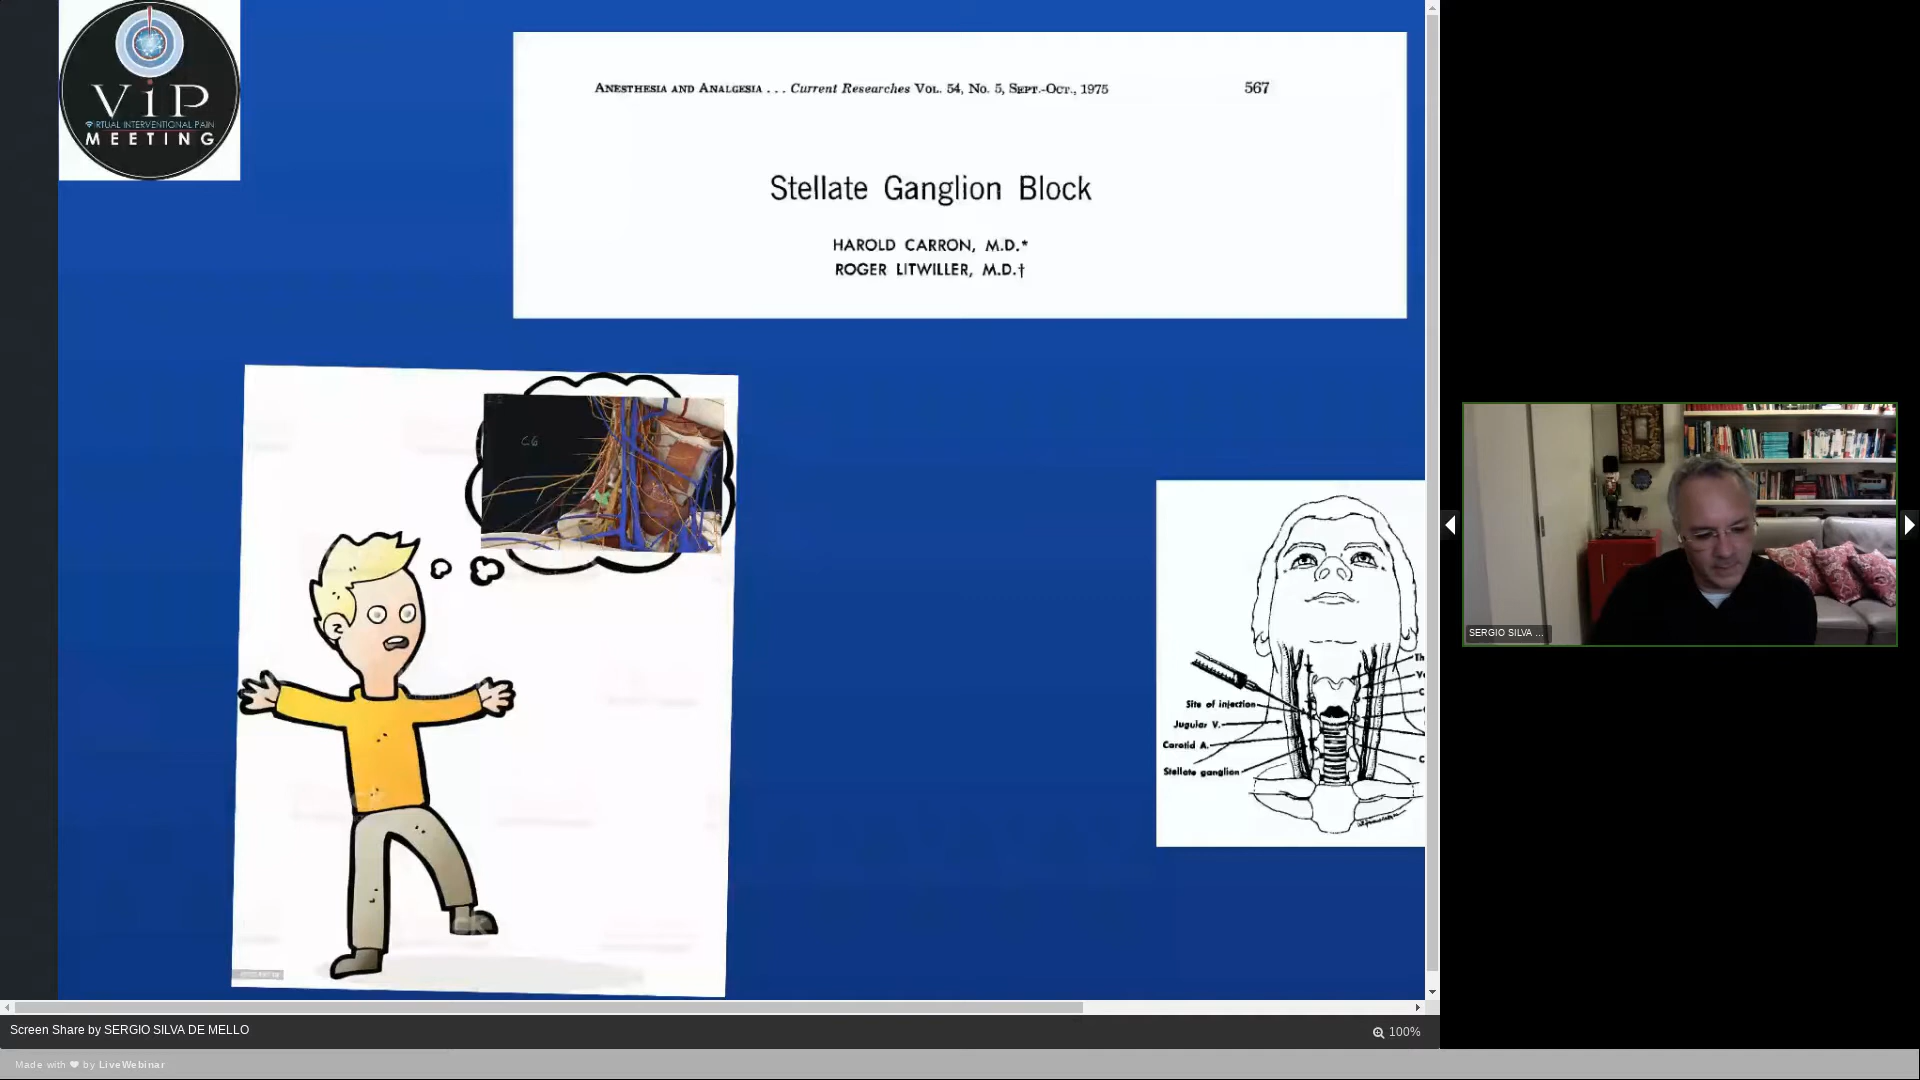 ViP
VIRTUAL INTERVENTIONAL PAIN
MEETING
ANESTHESIA AND ANALGESIA . . . Current Researches VOL. 54, No. 5, SEPT.-OCT., 1975 567
Stellate Ganglion Block
HAROLD CARRON, M.D.*
ROGER LITWILLER, M.D.†
C6
Site of injection
Jugular V.
Carotid A.
Stellate ganglion
Th
V
C
C
SERGIO SILVA ...
Screen Share by SERGIO SILVA DE MELLO
100%
Made with ❤ by LiveWebinar